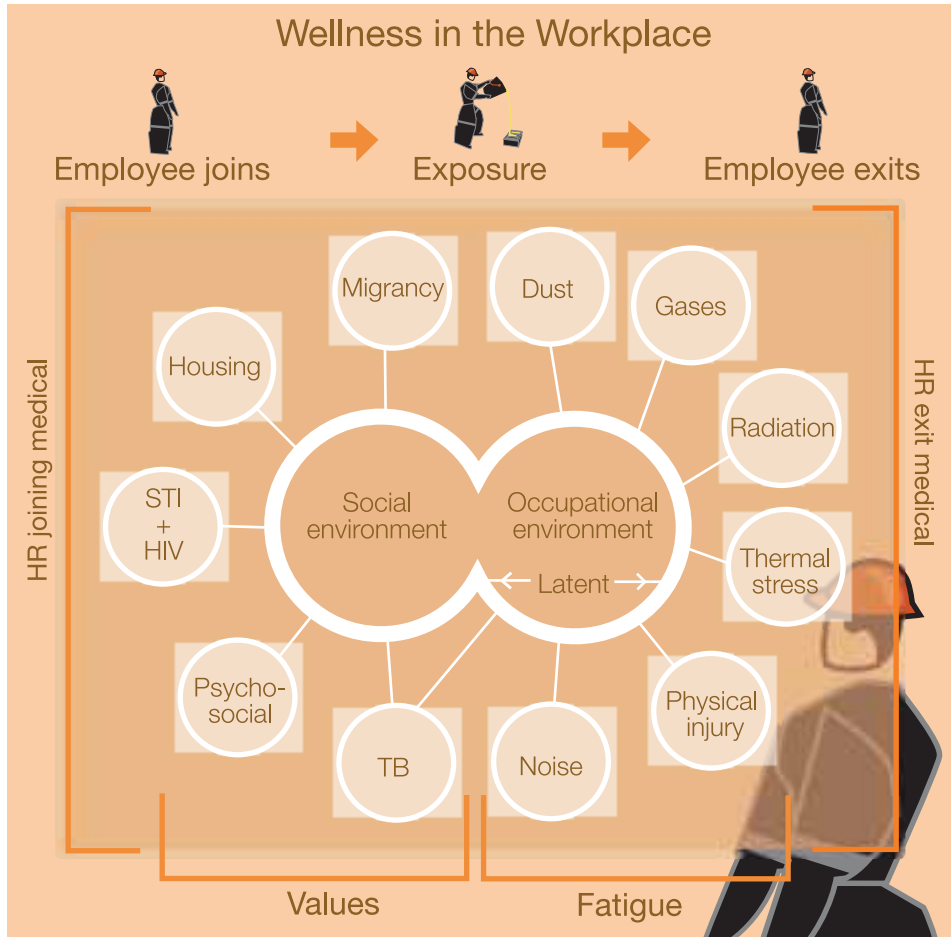 Wellness in the Workplace
Employee joins
Exposure
Employee exits
HR joining medical
HR exit medical
Migrancy
Dust
Gases
Housing
Radiation
STI
+
HIV
Social
environment
Occupational
environment
Latent
Thermal
stress
Psycho-
social
TB
Noise
Physical
injury
Values
Fatigue